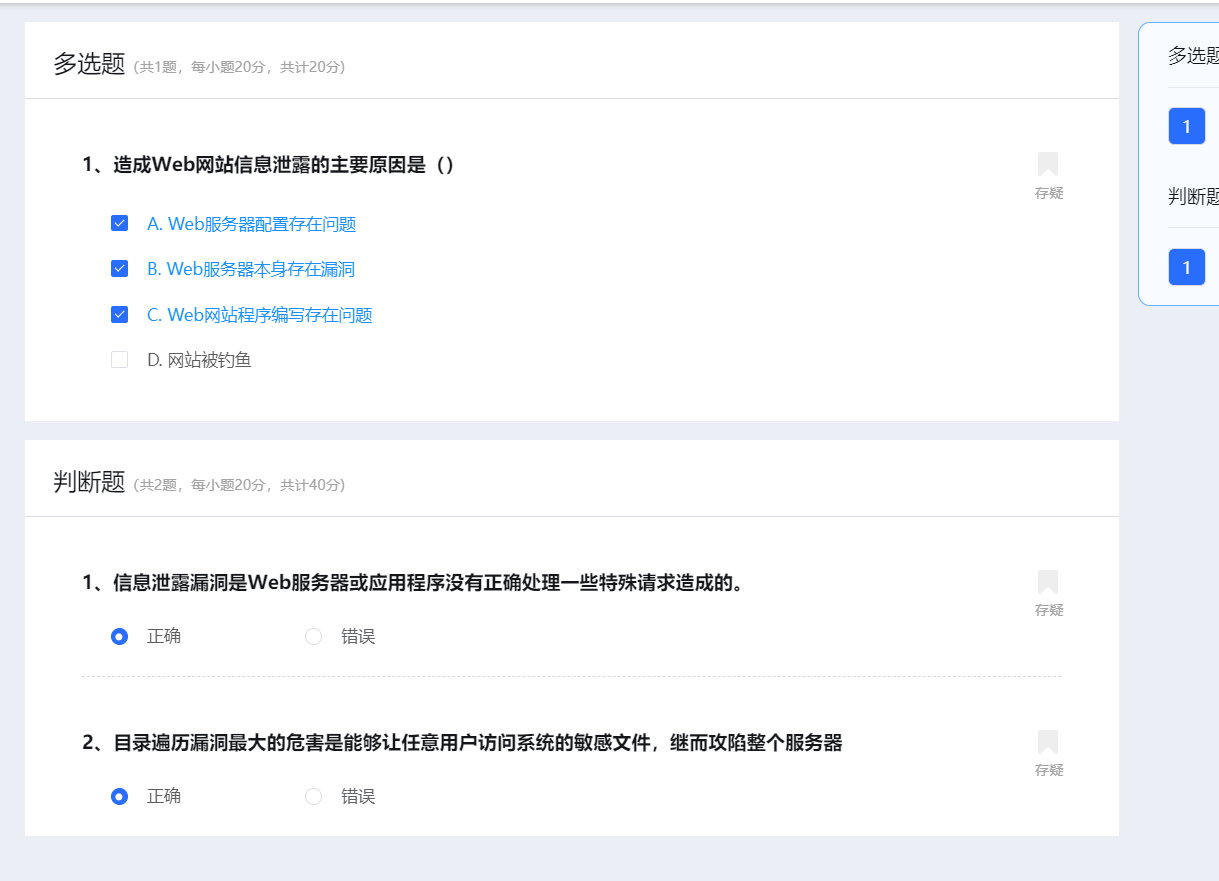 多选题 (共1题，每小题20分，共计20分)
1、造成Web网站信息泄露的主要原因是（）
存疑
A. Web服务器配置存在问题
B. Web服务器本身存在漏洞
C. Web网站程序编写存在问题
D. 网站被钓鱼
判断题 (共2题，每小题20分，共计40分)
1、信息泄露漏洞是Web服务器或应用程序没有正确处理一些特殊请求造成的。
存疑
正确 错误
2、目录遍历漏洞最大的危害是能够让任意用户访问系统的敏感文件，继而攻陷整个服务器
存疑
正确 错误
多选题
1
判断题
1